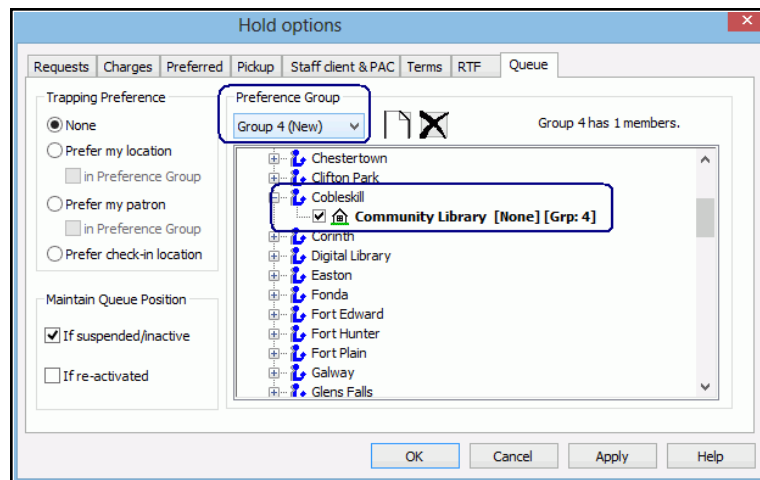 Hold options
Requests Charges Preferred Pickup Staff client & PAC Terms RTF Queue
Trapping Preference
None
Prefer my location
in Preference Group
Prefer my patron
in Preference Group
Prefer check-in location
Maintain Queue Position
If suspended/inactive
If re-activated
Preference Group
Group 4 (New)
Group 4 has 1 members.
Chestertown
Clifton Park
Cobleskill
Community Library [None] [Grp: 4]
Corinth
Digital Library
Easton
Fonda
Fort Edward
Fort Hunter
Fort Plain
Galway
Glens Falls
OK Cancel Apply Help